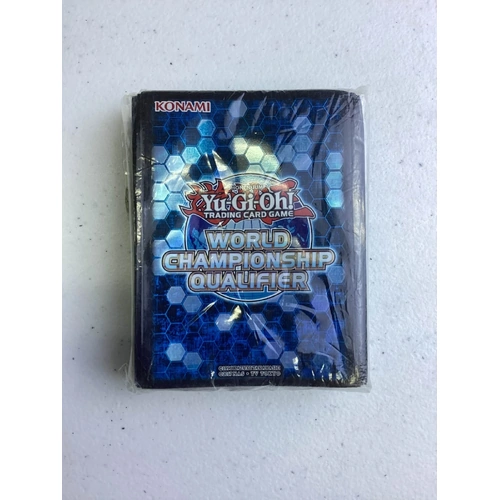 KONAMI
Yu-Gi-Oh!
TRADING CARD GAME
WORLD
CHAMPIONSHIP
QUALIFIER